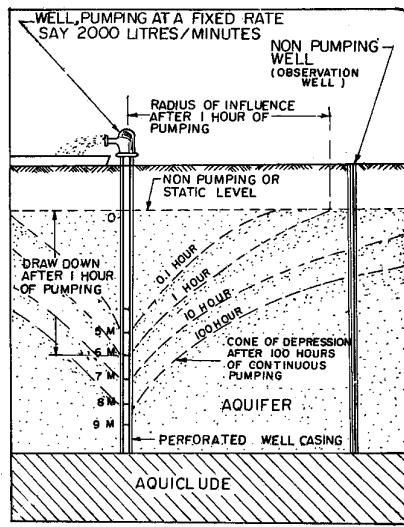 WELL, PUMPING AT A FIXED RATE
SAY 2000 LITRES/MINUTES
NON PUMPING
WELL
(OBSERVATION
WELL)
RADIUS OF INFLUENCE
AFTER 1 HOUR OF
PUMPING
NON PUMPING OR
STATIC LEVEL
0
DRAW DOWN
AFTER 1 HOUR
OF PUMPING
0.1 HOUR
1 HOUR
10 HOUR
100 HOUR
5 M
6 M
7 M
8 M
9 M
CONE OF DEPRESSION
AFTER 100 HOURS
OF CONTINUOUS
PUMPING
AQUIFER
PERFORATED WELL CASING
AQUICLUDE